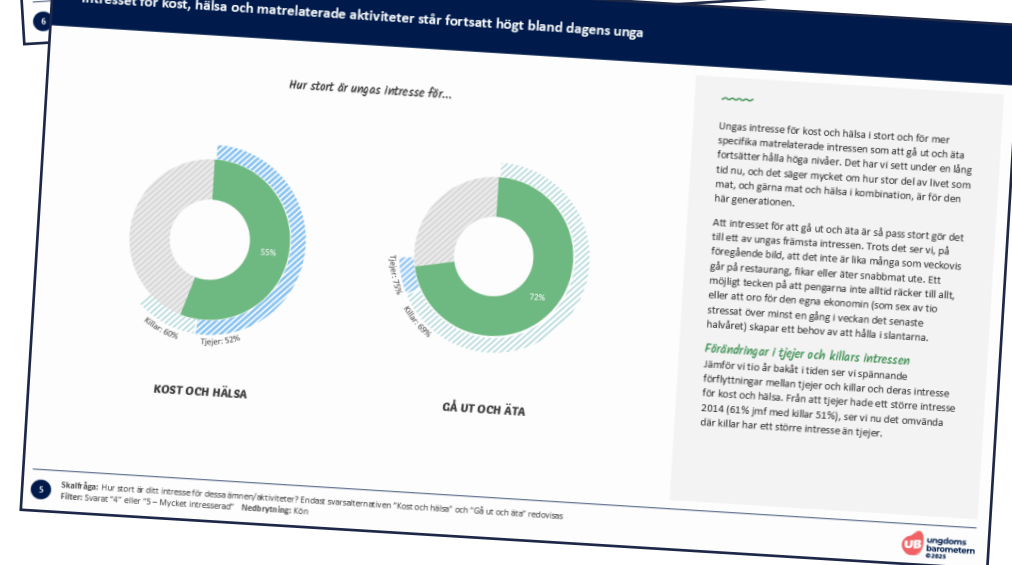 6
Intresset för kost, hälsa och matrelaterade aktiviteter står fortsatt högt bland dagens unga
Hur stort är ungas intresse för...
55%
Killar: 60%
Tjejer: 52%
KOST OCH HÄLSA
72%
Tjejer: 75%
Killar: 69%
GÅ UT OCH ÄTA
Ungas intresse för kost och hälsa i stort och för mer
specifika matrelaterade intressen som att gå ut och äta
fortsätter hålla höga nivåer. Det har vi sett under en lång
tid nu, och det säger mycket om hur stor del av livet som
mat, och gärna mat och hälsa i kombination, är för den
här generationen.
Att intresset för att gå ut och äta är så pass stort gör det
till ett av ungas främsta intressen. Trots det ser vi, på
föregående bild, att det inte är lika många som veckovis
går på restaurang, fikar eller äter snabbmat ute. Ett
möjligt tecken på att pengarna inte alltid räcker till allt,
eller att oro för den egna ekonomin (som sex av tio
stressat över minst en gång i veckan det senaste
halvåret) skapar ett behov av att hålla i slantarna.
Förändringar i tjejer och killars intressen
Jämför vi tio år bakåt i tiden ser vi spännande
förflyttningar mellan tjejer och killar och deras intresse
för kost och hälsa. Från att tjejer hade ett större intresse
2014 (61% jmf med killar 51%), ser vi nu det omvända
där killar har ett större intresse än tjejer.
5
Skalfråga: Hur stort är ditt intresse för dessa ämnen/aktiviteter? Endast svarsalternativen "Kost och hälsa" och "Gå ut och äta" redovisas
Filter: Svarat "4" eller "5 – Mycket intresserad" Nedbrytning: Kön
UB
ungdoms
barometern
©2025